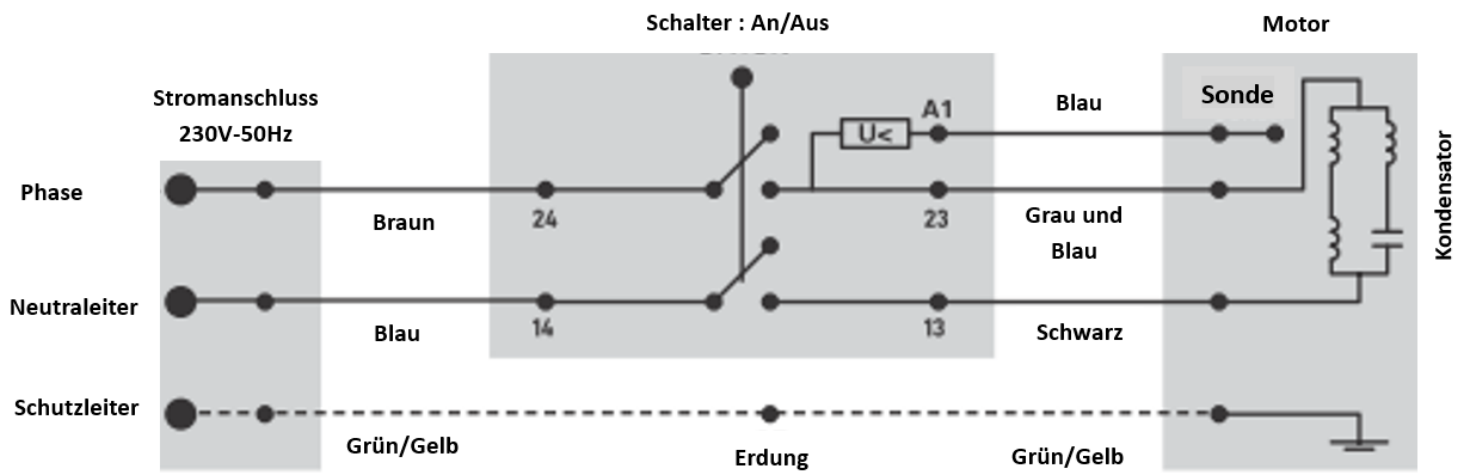 Schalter : An/Aus
Motor
Stromanschluss
230V-50Hz
Sonde
Blau
A1
U<
Kondensator
Phase
Braun
24
23
Grau und
Blau
Neutraleiter
Blau
14
13
Schwarz
Schutzleiter
Grün/Gelb
Erdung
Grün/Gelb